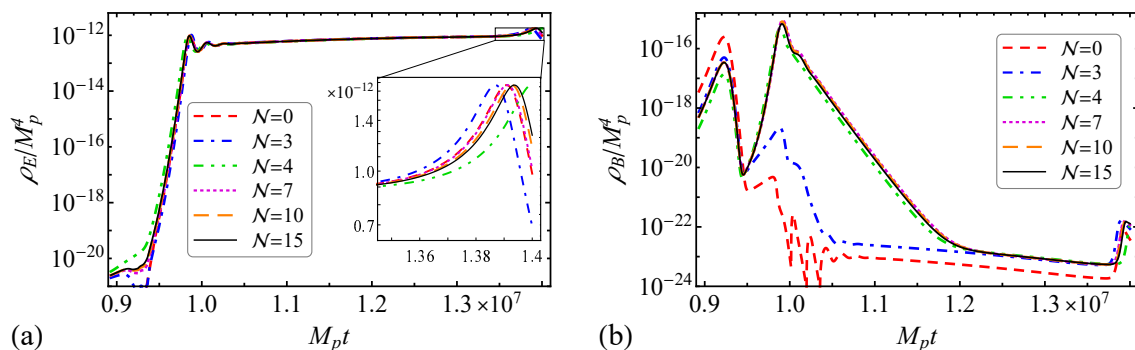 ρ_E/M_p^4
10^−12
10^−14
10^−16
10^−18
10^−20
𝒩=0
𝒩=3
𝒩=4
𝒩=7
𝒩=10
𝒩=15
×10^−12
1.4
1.0
0.7
1.36 1.38 1.4
0.9 1.0 1.1 1.2 1.3×10^7
(a) M_p t
ρ_B/M_p^4
10^−16
10^−18
10^−20
10^−22
10^−24
𝒩=0
𝒩=3
𝒩=4
𝒩=7
𝒩=10
𝒩=15
0.9 1.0 1.1 1.2 1.3×10^7
(b) M_p t